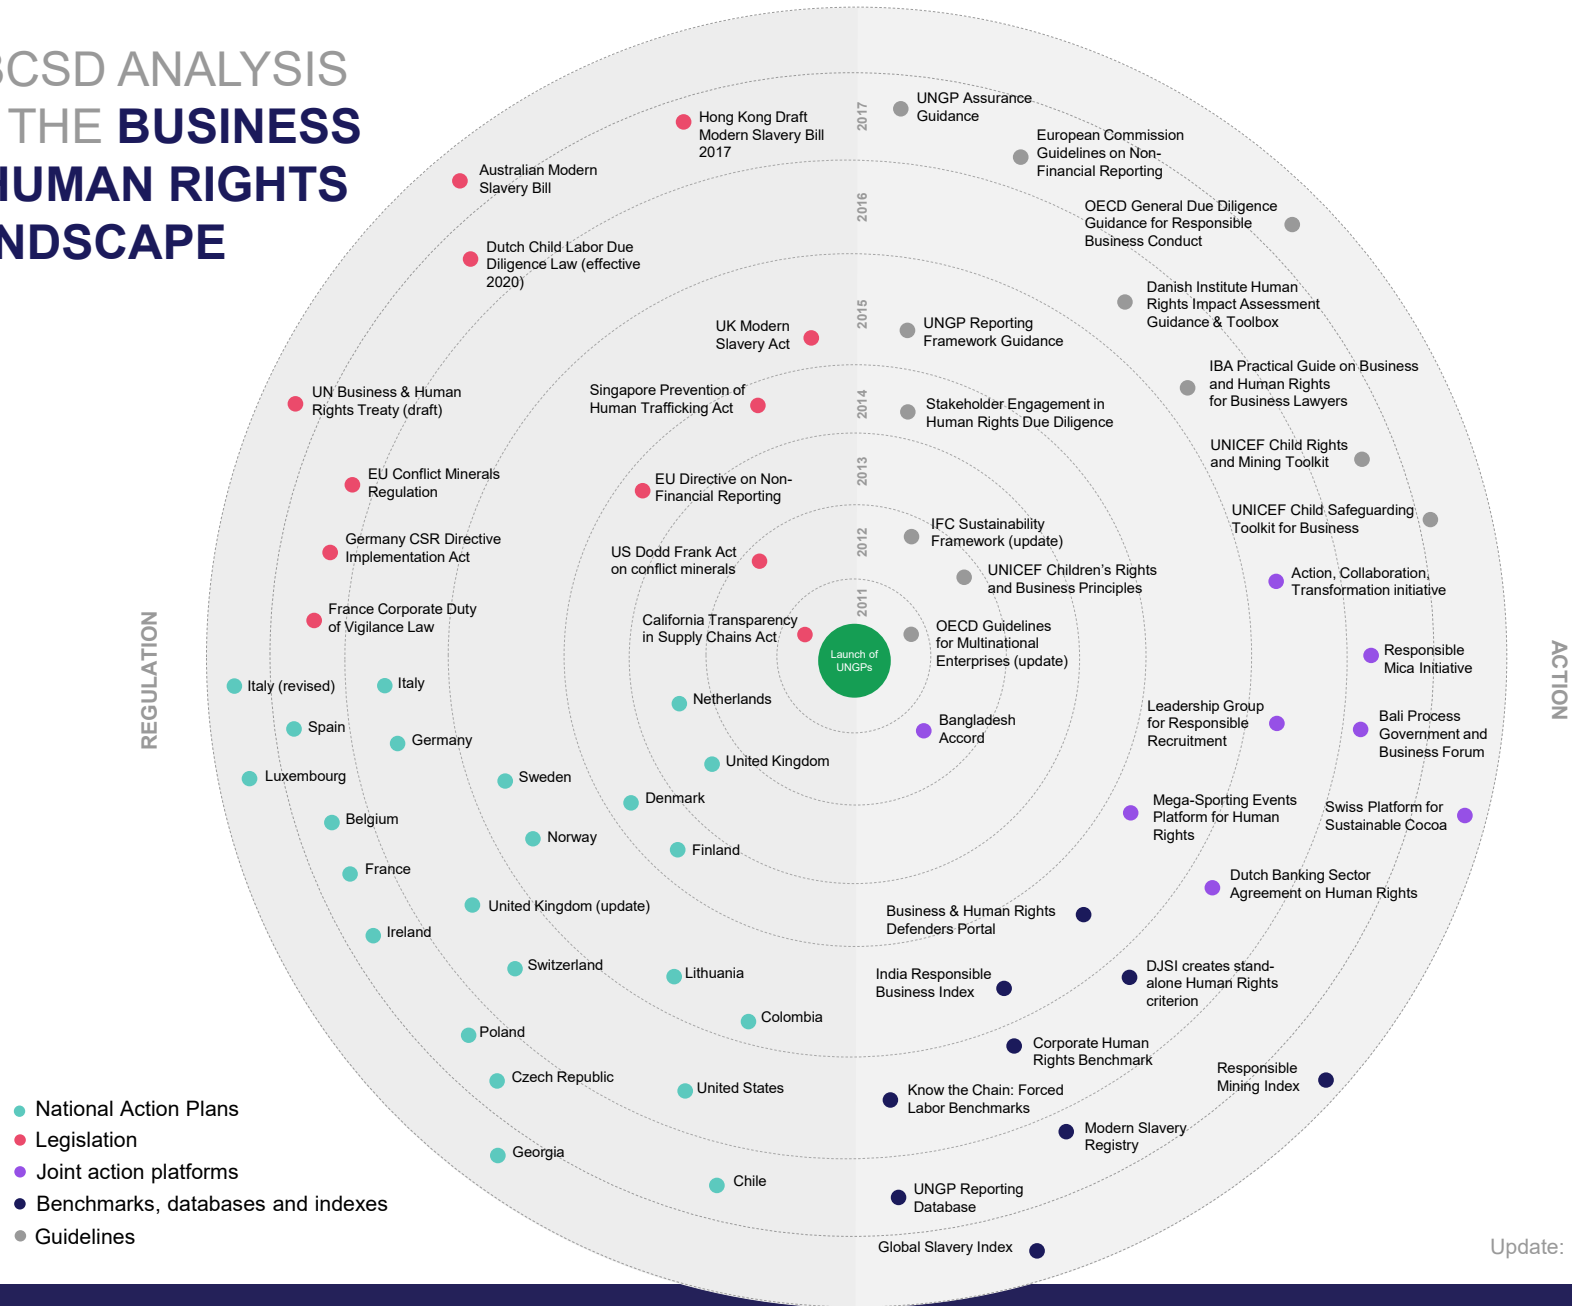 BCSD ANALYSIS
THE BUSINESS
HUMAN RIGHTS
NDSCAPE
2017
2016
2015
2014
2013
2012
2011
Launch of
UNGPs
REGULATION
ACTION
Hong Kong Draft
Modern Slavery Bill
2017
Australian Modern
Slavery Bill
Dutch Child Labor Due
Diligence Law (effective
2020)
UK Modern
Slavery Act
Singapore Prevention of
Human Trafficking Act
UN Business & Human
Rights Treaty (draft)
EU Conflict Minerals
Regulation
EU Directive on Non-
Financial Reporting
Germany CSR Directive
Implementation Act
US Dodd Frank Act
on conflict minerals
France Corporate Duty
of Vigilance Law
California Transparency
in Supply Chains Act
UNGP Assurance
Guidance
European Commission
Guidelines on Non-
Financial Reporting
OECD General Due Diligence
Guidance for Responsible
Business Conduct
Danish Institute Human
Rights Impact Assessment
Guidance & Toolbox
UNGP Reporting
Framework Guidance
IBA Practical Guide on Business
and Human Rights
for Business Lawyers
Stakeholder Engagement in
Human Rights Due Diligence
UNICEF Child Rights
and Mining Toolkit
UNICEF Child Safeguarding
Toolkit for Business
IFC Sustainability
Framework (update)
UNICEF Children’s Rights
and Business Principles
OECD Guidelines
for Multinational
Enterprises (update)
Action, Collaboration,
Transformation initiative
Responsible
Mica Initiative
Leadership Group
for Responsible
Recruitment
Bali Process
Government and
Business Forum
Bangladesh
Accord
Mega-Sporting Events
Platform for Human
Rights
Swiss Platform for
Sustainable Cocoa
Dutch Banking Sector
Agreement on Human Rights
Business & Human Rights
Defenders Portal
India Responsible
Business Index
DJSI creates stand-
alone Human Rights
criterion
Corporate Human
Rights Benchmark
Responsible
Mining Index
Know the Chain: Forced
Labor Benchmarks
Modern Slavery
Registry
UNGP Reporting
Database
Global Slavery Index
Italy (revised)
Italy
Netherlands
Spain
Germany
United Kingdom
Luxembourg
Sweden
Denmark
Belgium
Norway
Finland
France
United Kingdom (update)
Ireland
Switzerland
Lithuania
Colombia
Poland
Czech Republic
United States
Georgia
Chile
National Action Plans
Legislation
Joint action platforms
Benchmarks, databases and indexes
Guidelines
Update: